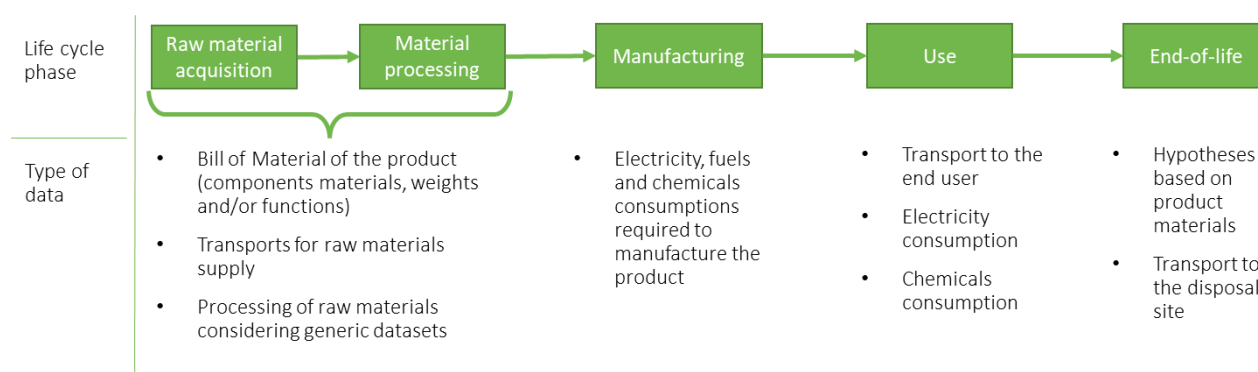 Life cycle
phase
Raw material
acquisition
Material
processing
Manufacturing
Use
End-of-life
Type of
data
• Bill of Material of the product
(components materials, weights
and/or functions)
• Transports for raw materials
supply
• Processing of raw materials
considering generic datasets
• Electricity, fuels
and chemicals
consumptions
required to
manufacture the
product
• Transport to the
end user
• Electricity
consumption
• Chemicals
consumption
• Hypotheses
based on
product
materials
• Transport to
the disposal
site